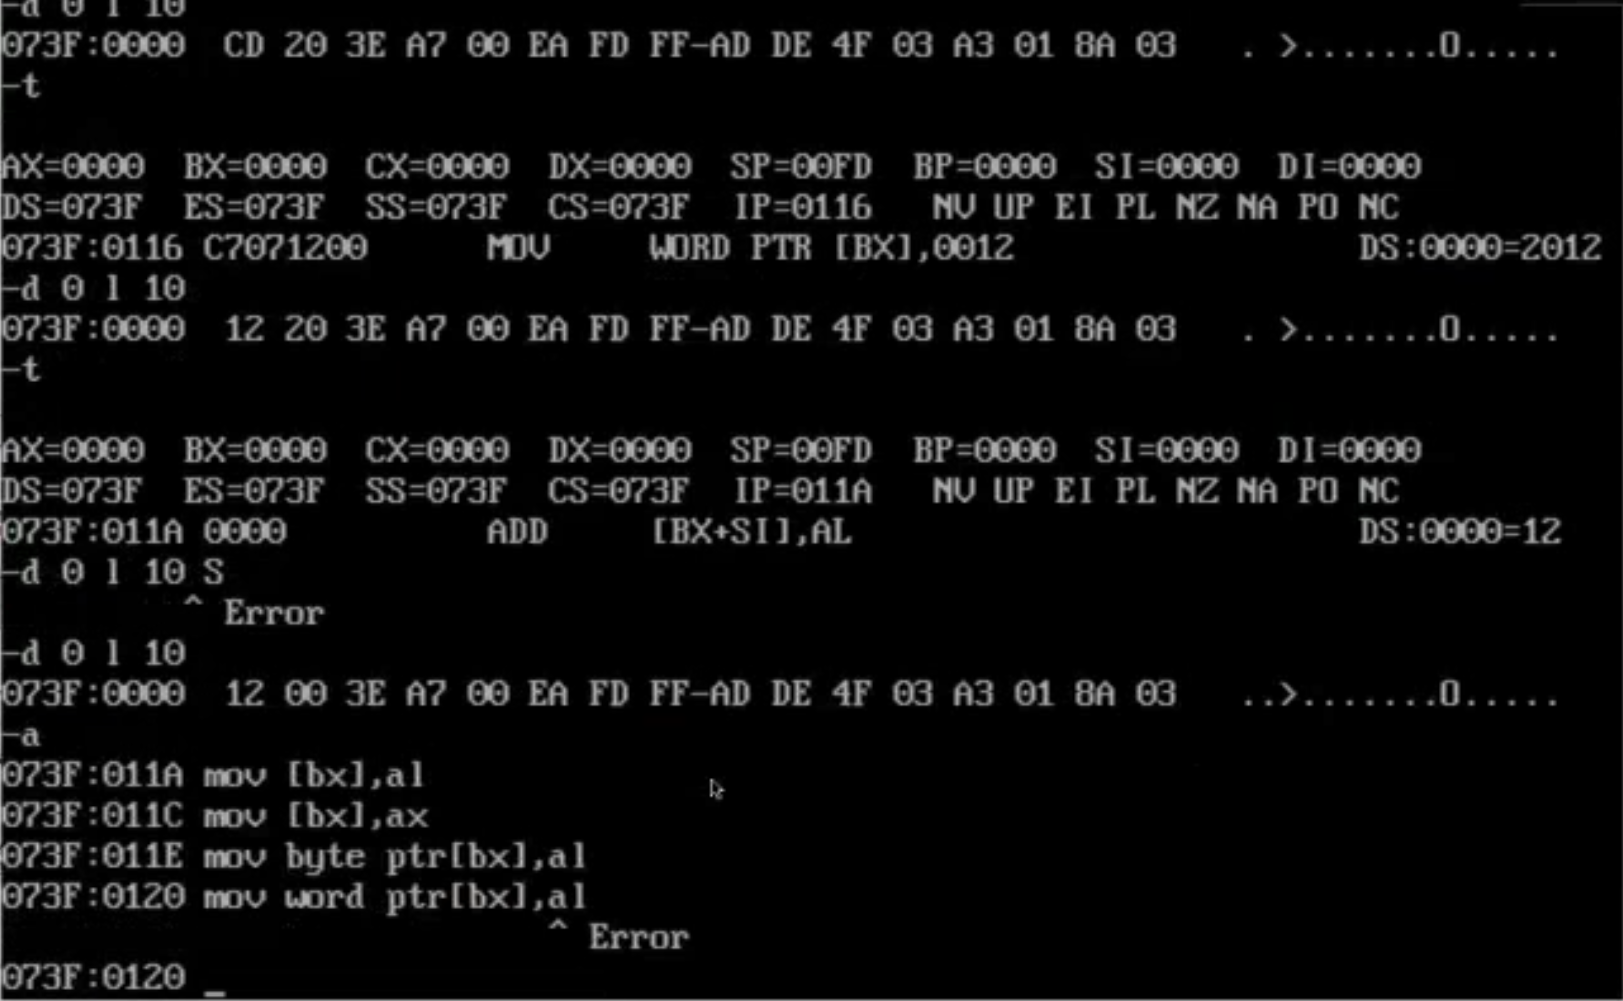 -d 0 l 10
073F:0000  CD 20 3E A7 00 EA FD FF-AD DE 4F 03 A3 01 8A 03   . >.......O.....
-t

AX=0000  BX=0000  CX=0000  DX=0000  SP=00FD  BP=0000  SI=0000  DI=0000
DS=073F  ES=073F  SS=073F  CS=073F  IP=0116   NV UP EI PL NZ NA PO NC
073F:0116 C7071200      MOV     WORD PTR [BX],0012                 DS:0000=2012
-d 0 l 10
073F:0000  12 20 3E A7 00 EA FD FF-AD DE 4F 03 A3 01 8A 03   . >.......O.....
-t

AX=0000  BX=0000  CX=0000  DX=0000  SP=00FD  BP=0000  SI=0000  DI=0000
DS=073F  ES=073F  SS=073F  CS=073F  IP=011A   NV UP EI PL NZ NA PO NC
073F:011A 0000          ADD     [BX+SI],AL                         DS:0000=12
-d 0 l 10 S
         ^ Error
-d 0 l 10
073F:0000  12 00 3E A7 00 EA FD FF-AD DE 4F 03 A3 01 8A 03   ..>.......O.....
-a
073F:011A mov [bx],al
073F:011C mov [bx],ax
073F:011E mov byte ptr[bx],al
073F:0120 mov word ptr[bx],al
                           ^ Error
073F:0120 _